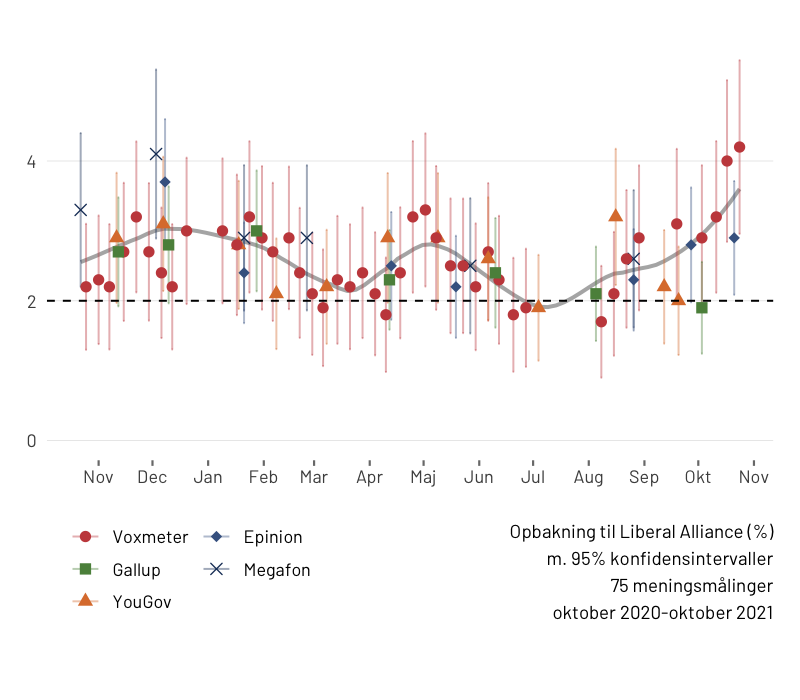 4
2
0
Nov Dec Jan Feb Mar Apr Maj Jun Jul Aug Sep Okt Nov
Voxmeter Epinion
Gallup Megafon
YouGov
Opbakning til Liberal Alliance (%)
m. 95% konfidensintervaller
75 meningsmålinger
oktober 2020-oktober 2021